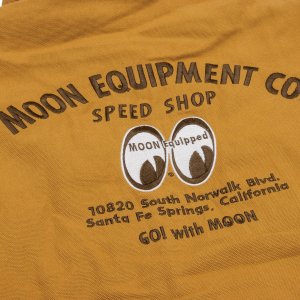 MOON EQUIPMENT CO
SPEED SHOP
MOON Equipped
10820 South Norwalk Blvd.
Santa Fe Springs, California
GO! with MOON